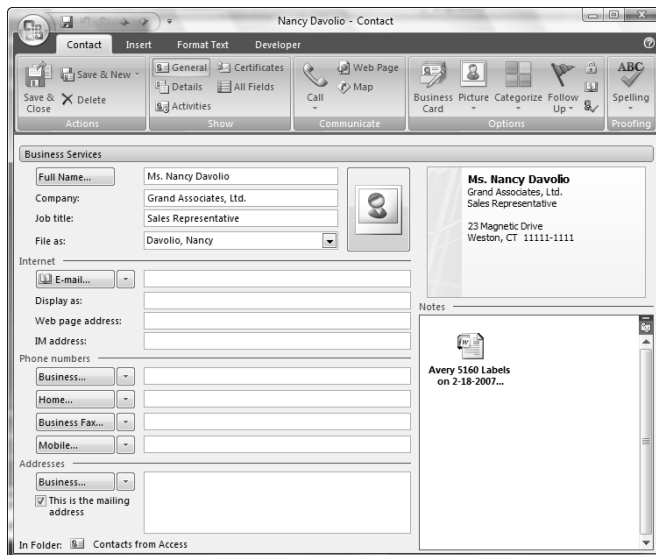 Nancy Davolio - Contact
Contact Insert Format Text Developer
Save & Close
Save & New
Delete
Actions
General
Details
Activities
Certificates
All Fields
Show
Call
Web Page
Map
Communicate
Business Card
Picture
Categorize
Follow Up
Options
ABC
Spelling
Proofing
Business Services
Full Name... Ms. Nancy Davolio
Company: Grand Associates, Ltd.
Job title: Sales Representative
File as: Davolio, Nancy
Internet
E-mail...
Display as:
Web page address:
IM address:
Phone numbers
Business...
Home...
Business Fax...
Mobile...
Addresses
Business...
This is the mailing
address
In Folder: Contacts from Access
Ms. Nancy Davolio
Grand Associates, Ltd.
Sales Representative
23 Magnetic Drive
Weston, CT 11111-1111
Notes
Avery 5160 Labels
on 2-18-2007...